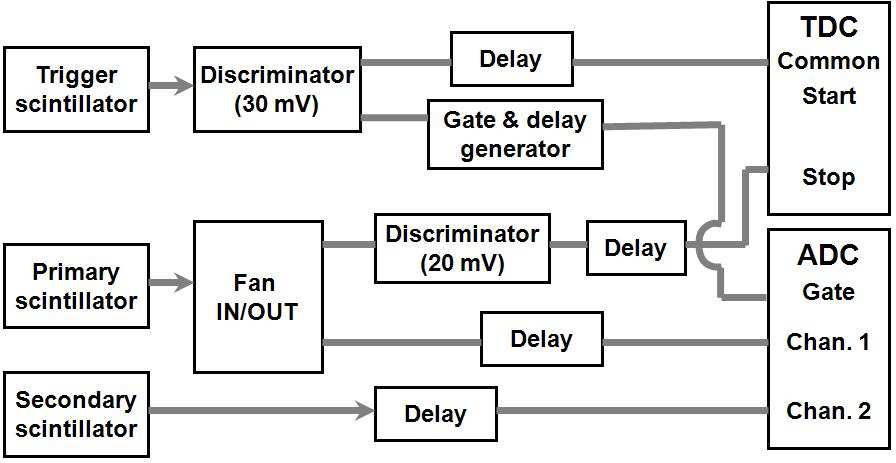 Trigger
scintillator
Discriminator
(30 mV)
Delay
Gate & delay
generator
TDC
Common
Start
Stop
Primary
scintillator
Fan
IN/OUT
Discriminator
(20 mV)
Delay
Delay
ADC
Gate
Chan. 1
Chan. 2
Secondary
scintillator
Delay